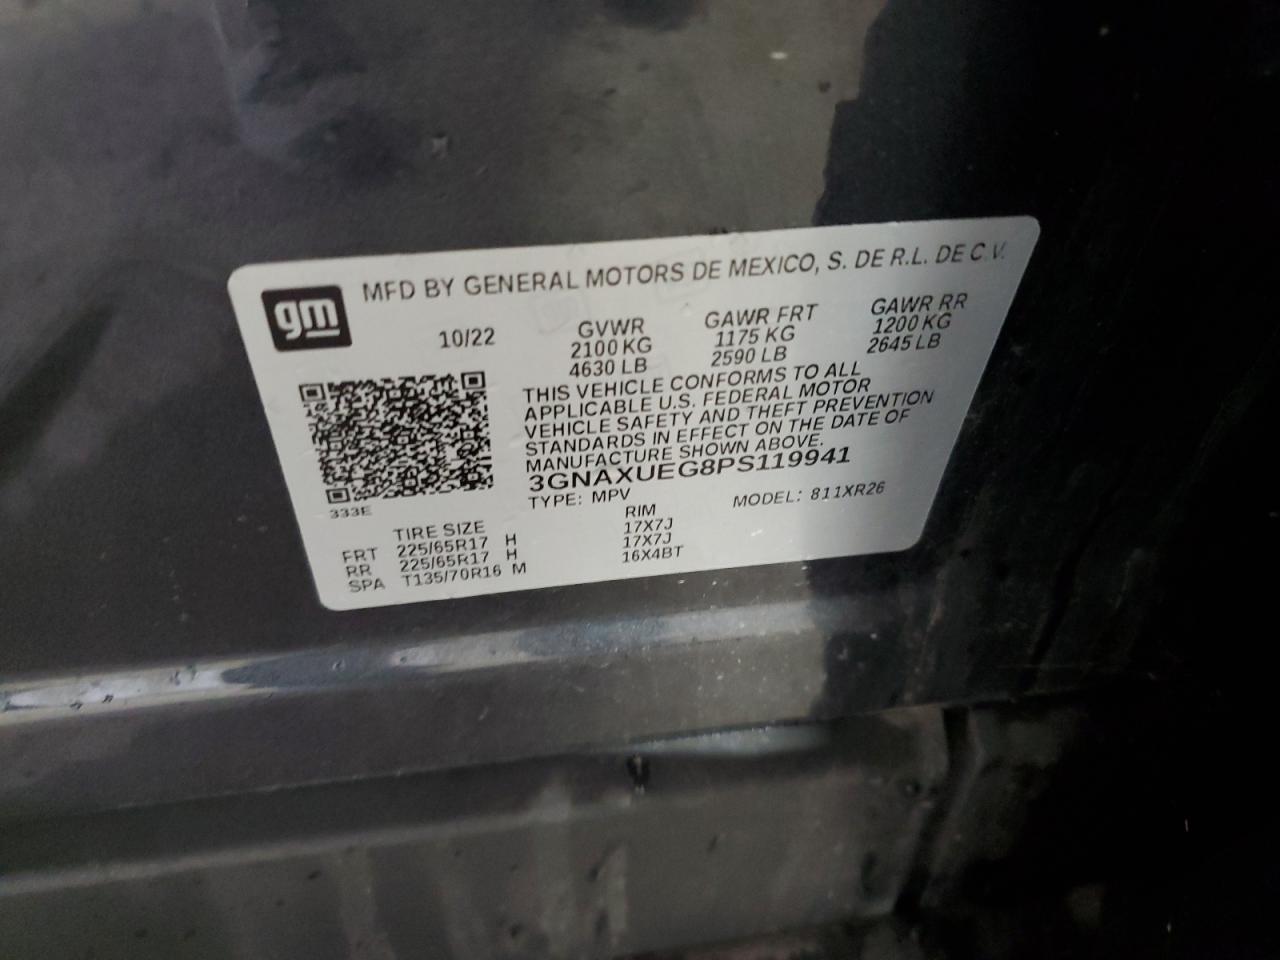 gm
MFD BY GENERAL MOTORS DE MEXICO, S. DE R.L. DE C.V.
10/22 GVWR GAWR FRT GAWR RR
2100 KG 1175 KG 1200 KG
4630 LB 2590 LB 2645 LB
THIS VEHICLE CONFORMS TO ALL
APPLICABLE U.S. FEDERAL MOTOR
VEHICLE SAFETY AND THEFT PREVENTION
STANDARDS IN EFFECT ON THE DATE OF
MANUFACTURE SHOWN ABOVE.
3GNAXUEG8PS119941
TYPE: MPV MODEL: 811XR26
333E
TIRE SIZE RIM
FRT 225/65R17 H 17X7J
RR 225/65R17 H 17X7J
SPA T135/70R16 M 16X4BT